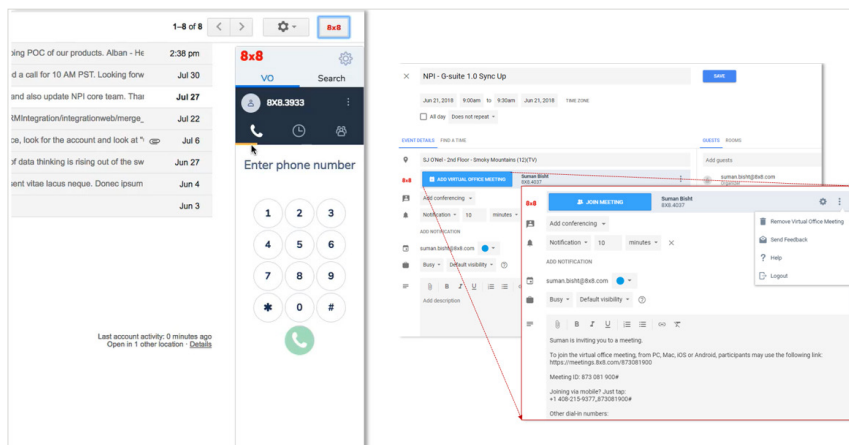 1–8 of 8
8x8
ping POC of our products. Alban - He 2:38 pm
d a call for 10 AM PST. Looking forw Jul 30
and also update NPI core team. Than Jul 27
RMIntegration/integrationweb/merge_ Jul 22
ce, look for the account and look at "( Jul 6
of data thinking is rising out of the sw Jun 27
sent vitae lacus neque. Donec ipsum Jun 4
Jun 3
Last account activity: 0 minutes ago
Open in 1 other location · Details
8x8
VO Search
8X8.3933
Enter phone number
1 2 3
4 5 6
7 8 9
* 0 #
NPI - G-suite 1.0 Sync Up
SAVE
Jun 21, 2018 9:00am to 9:30am Jun 21, 2018 TIME ZONE
All day Does not repeat
EVENT DETAILS FIND A TIME
GUESTS ROOMS
SJ O'Nel - 2nd Floor - Smoky Mountains (12)(TV)
Add guests
8x8 ADD VIRTUAL OFFICE MEETING Suman Bisht
8X8.4037
suman.bisht@8x8.com
Organizer
Add conferencing
Notification 10 minutes
ADD NOTIFICATION
suman.bisht@8x8.com
Busy Default visibility
B I U
Add description
8x8 JOIN MEETING Suman Bisht
8X8.4037
Remove Virtual Office Meeting
Send Feedback
Help
Logout
Add conferencing
Notification 10 minutes
ADD NOTIFICATION
suman.bisht@8x8.com
Busy Default visibility
B I U
Suman is inviting you to a meeting.
To join the virtual office meeting, from PC, Mac, iOS or Android, participants may use the following link:
https://meetings.8x8.com/873081900
Meeting ID: 873 081 900#
Joining via mobile? Just tap:
+1 408-215-9377,,873081900#
Other dial-in numbers: